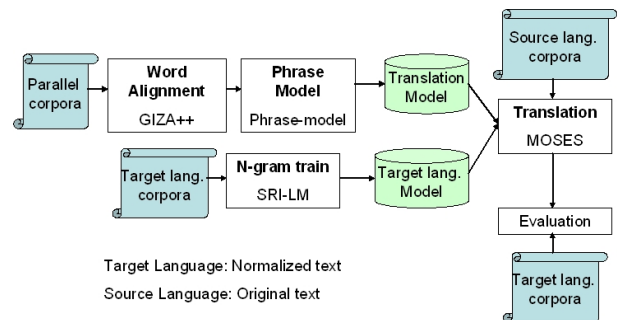 Source lang.
corpora
Parallel
corpora
Word
Alignment
GIZA++
Phrase
Model
Phrase-model
Translation
Model
Translation
MOSES
Target lang.
corpora
N-gram train
SRI-LM
Target lang.
Model
Evaluation
Target Language: Normalized text
Source Language: Original text
Target lang.
corpora